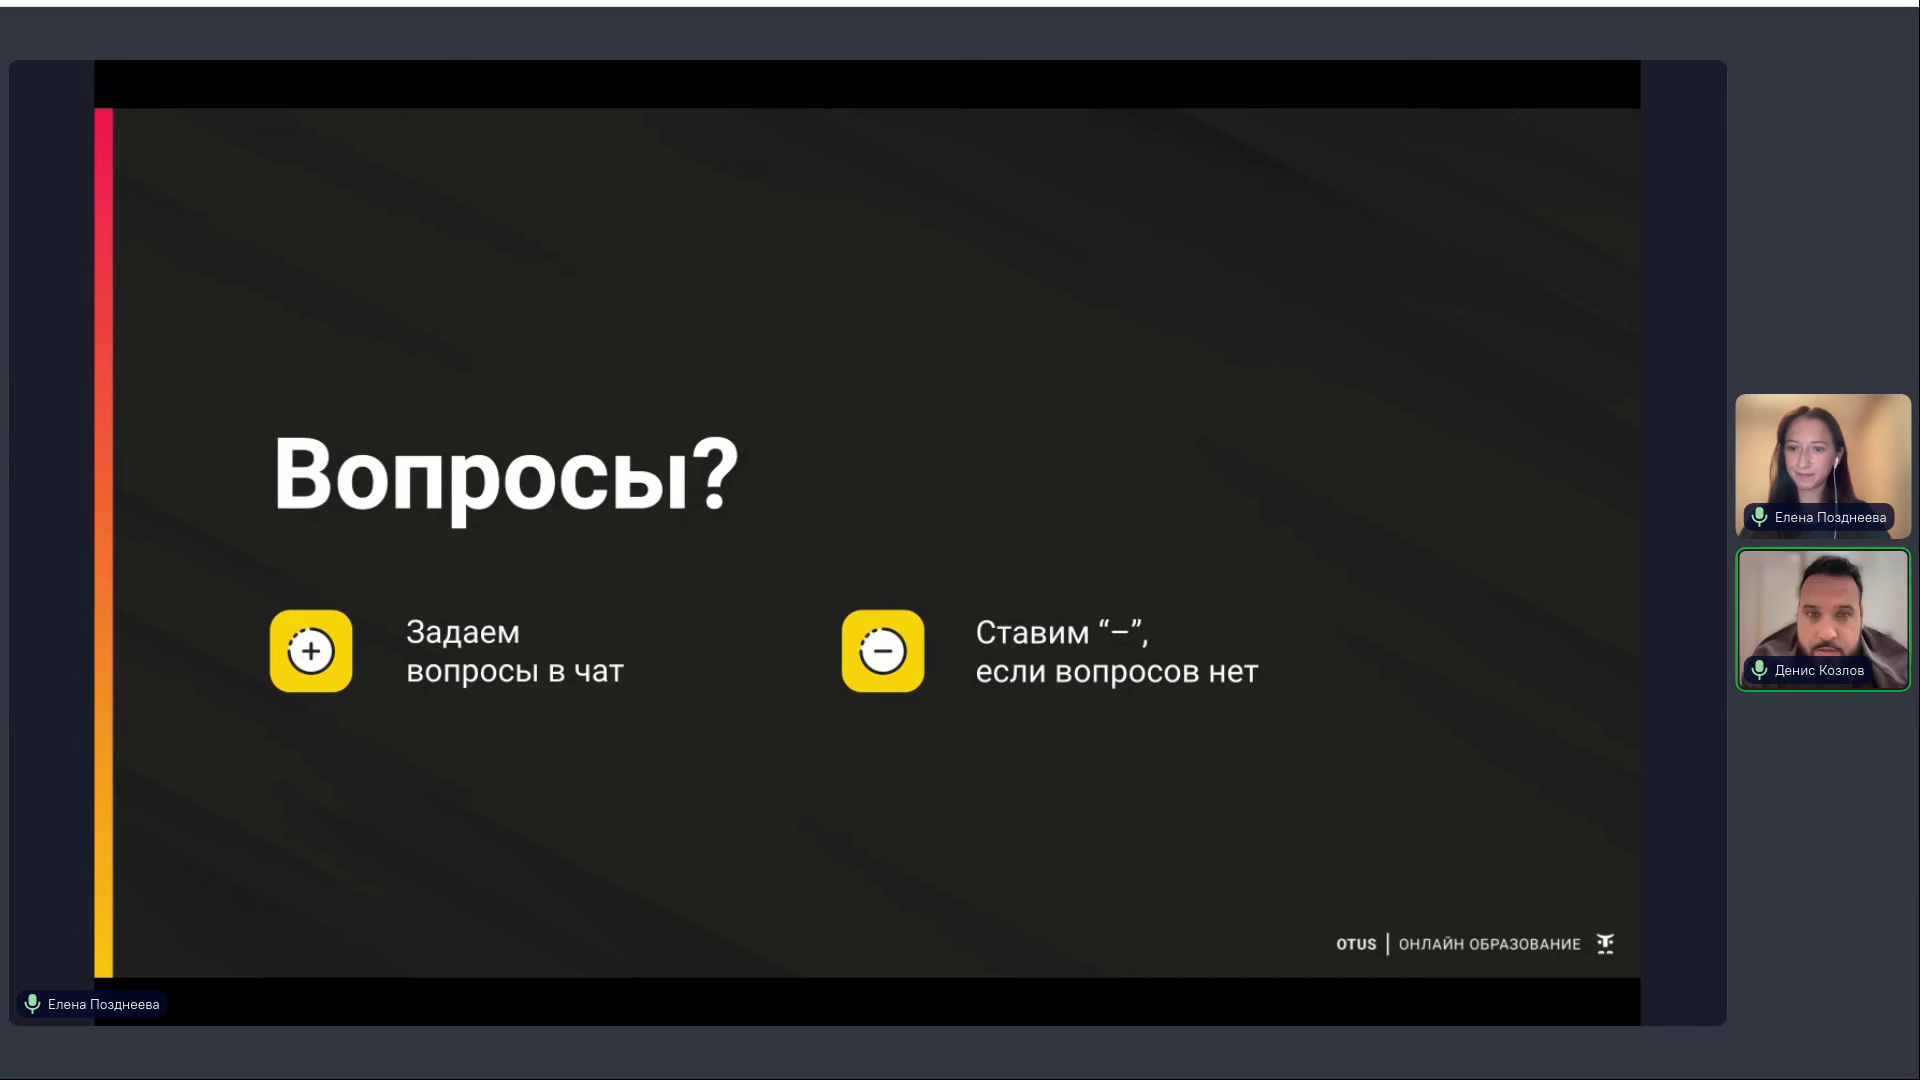 Вопросы?
Задаем
вопросы в чат
Ставим “–”,
если вопросов нет
OTUS | ОНЛАЙН ОБРАЗОВАНИЕ
Елена Позднеева
Елена Позднеева
Денис Козлов